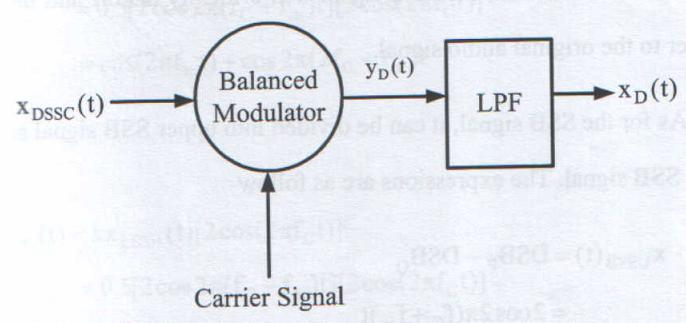 x_DSSC(t)
Balanced
Modulator
y_D(t)
LPF
x_D(t)
Carrier Signal